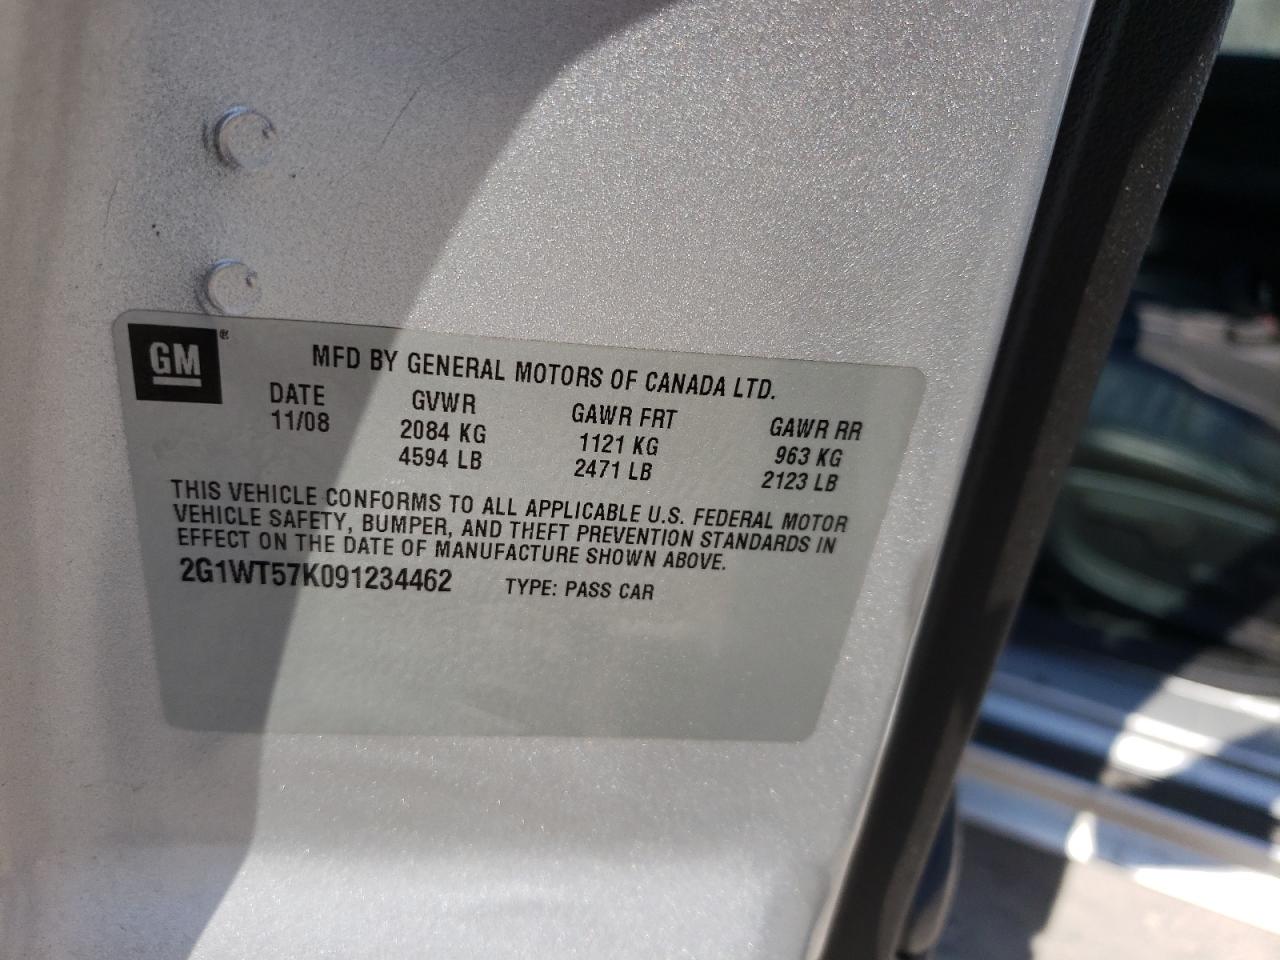 GM®
MFD BY GENERAL MOTORS OF CANADA LTD.
DATE GVWR GAWR FRT GAWR RR
11/08 2084 KG 1121 KG 963 KG
4594 LB 2471 LB 2123 LB
THIS VEHICLE CONFORMS TO ALL APPLICABLE U.S. FEDERAL MOTOR
VEHICLE SAFETY, BUMPER, AND THEFT PREVENTION STANDARDS IN
EFFECT ON THE DATE OF MANUFACTURE SHOWN ABOVE.
2G1WT57K091234462 TYPE: PASS CAR